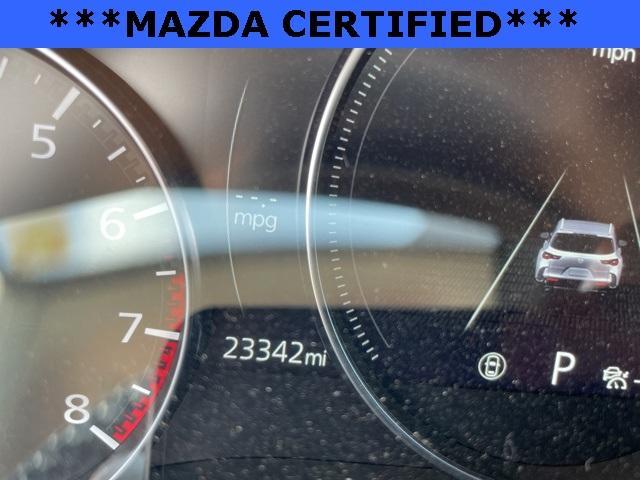 ***MAZDA CERTIFIED***
mph
5
6
--.- mpg
7
23342mi
P
8